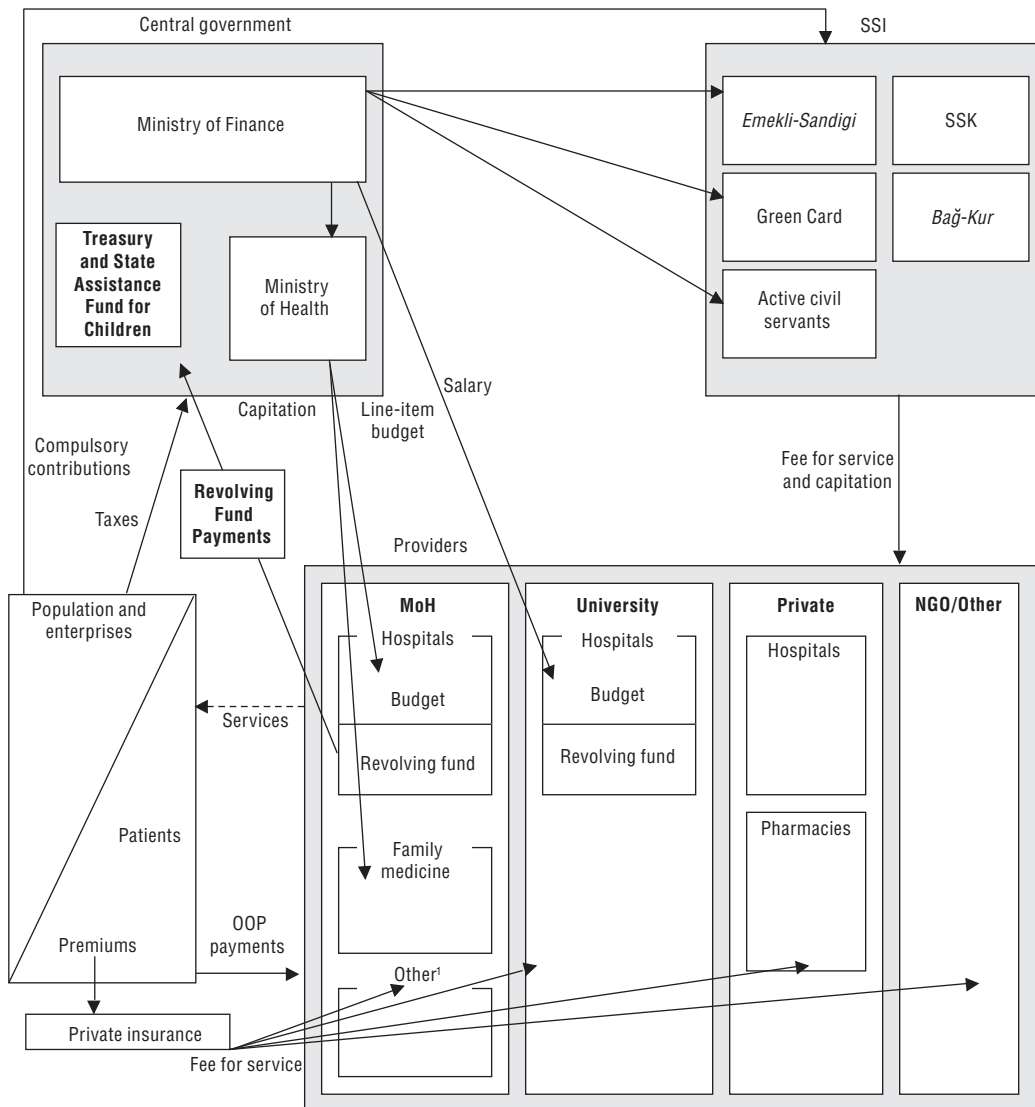 Central government
SSI
Ministry of Finance
Emekli-Sandigi
SSK
Green Card
Bağ-Kur
Active civil
servants
Treasury
and State
Assistance
Fund for
Children
Ministry
of Health
Salary
Capitation
Line-item
budget
Compulsory
contributions
Taxes
Revolving
Fund
Payments
Fee for service
and capitation
Providers
Population and
enterprises
Patients
Premiums
Services
OOP
payments
Private insurance
Fee for service
MoH
Hospitals
Budget
Revolving fund
Family
medicine
Other¹
University
Hospitals
Budget
Revolving fund
Private
Hospitals
Pharmacies
NGO/Other